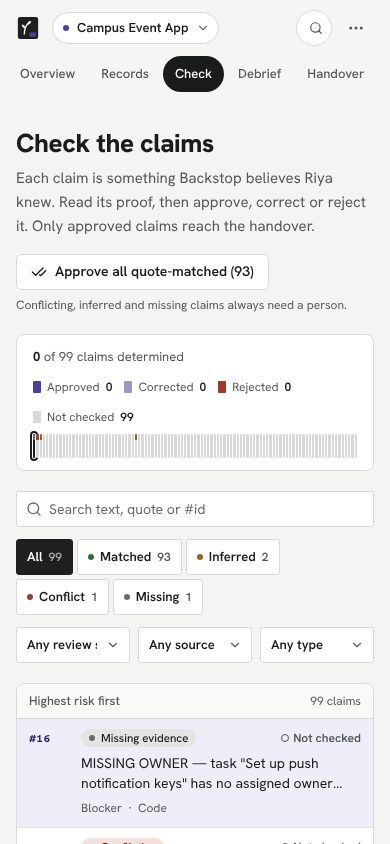 Campus Event App
Overview Records Check Debrief Handover
Check the claims
Each claim is something Backstop believes Riya
knew. Read its proof, then approve, correct or reject
it. Only approved claims reach the handover.
Approve all quote-matched (93)
Conflicting, inferred and missing claims always need a person.
0 of 99 claims determined
Approved 0 Corrected 0 Rejected 0
Not checked 99
Search text, quote or #id
All 99 Matched 93 Inferred 2
Conflict 1 Missing 1
Any review Any source Any type
Highest risk first 99 claims
#16 Missing evidence Not checked
MISSING OWNER — task "Set up push
notification keys" has no assigned owner...
Blocker · Code